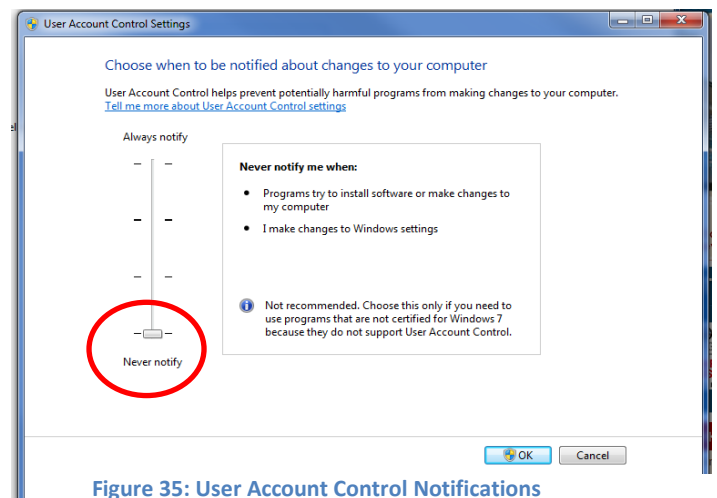 User Account Control Settings
Choose when to be notified about changes to your computer
User Account Control helps prevent potentially harmful programs from making changes to your computer.
Tell me more about User Account Control settings
Always notify
Never notify me when:
• Programs try to install software or make changes to
my computer
• I make changes to Windows settings
Not recommended. Choose this only if you need to
use programs that are not certified for Windows 7
because they do not support User Account Control.
Never notify
OK
Cancel
Figure 35: User Account Control Notifications